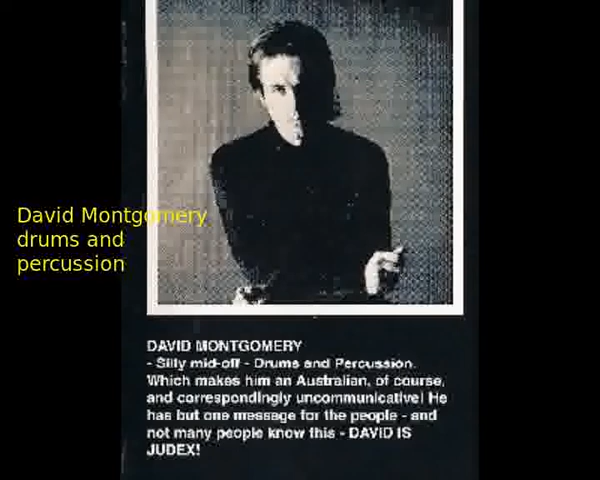 David Montgomery
drums and
percussion
DAVID MONTGOMERY
- Silly mid-off - Drums and Percussion.
Which makes him an Australian, of course,
and correspondingly uncommunicative! He
has but one message for the people - and
not many people know this - DAVID IS
JUDEX!